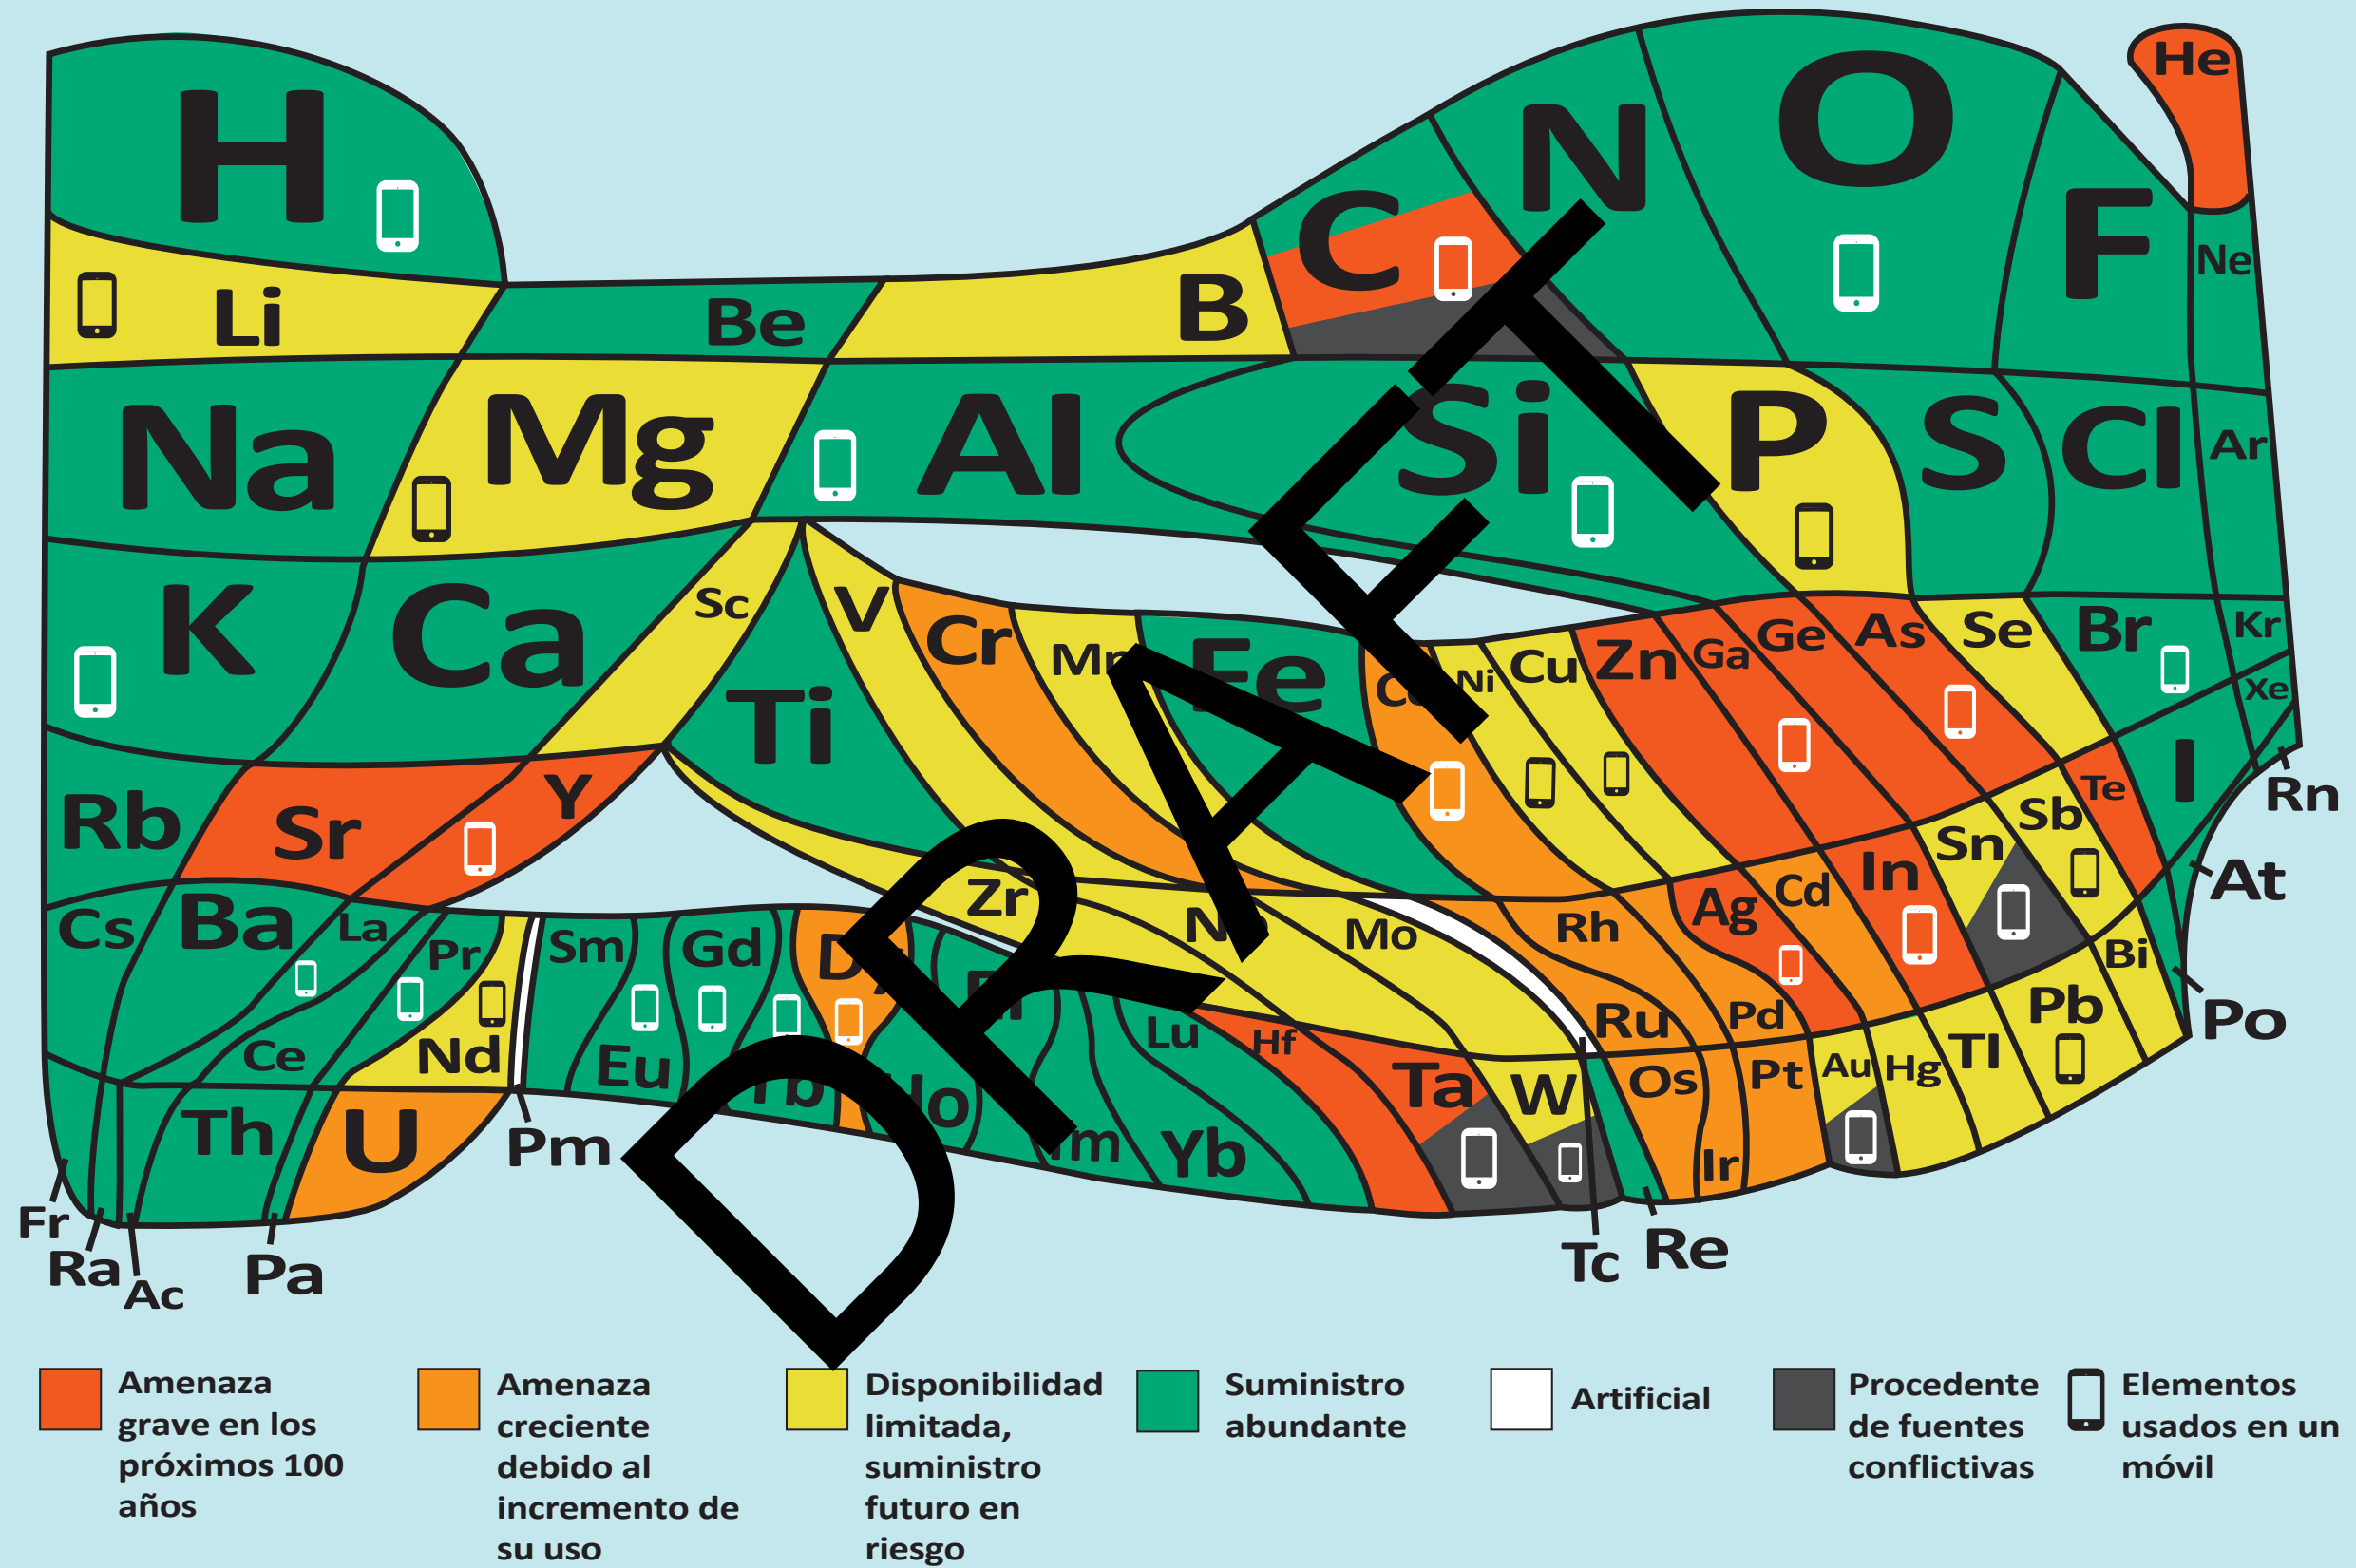 H
N
O
He
C
F
Ne
Li
Be
B
Na
Mg
Al
Si
P
S
Cl
Ar
K
Ca
Sc
Ti
V
Cr
Mn
Fe
Ni
Cu
Zn
Ga
Ge
As
Se
Br
Kr
Xe
Rb
Sr
Y
Zr
Mo
Rh
Ru
Ag
Pd
Cd
In
Sn
Sb
Te
I
Rn
At
Cs
Ba
La
Ce
Pr
Nd
Sm
Eu
Gd
Tb
Yb
Lu
Hf
Ta
W
Os
Ir
Pt
Au
Hg
Tl
Pb
Bi
Po
Th
U
Pm
Fr
Ra
Ac
Pa
Tc
Re
DRAFT
Amenaza
grave en los
próximos 100
años
Amenaza
creciente
debido al
incremento de
su uso
Disponibilidad
limitada,
suministro
futuro en
riesgo
Suministro
abundante
Artificial
Procedente
de fuentes
conflictivas
Elementos
usados en un
móvil